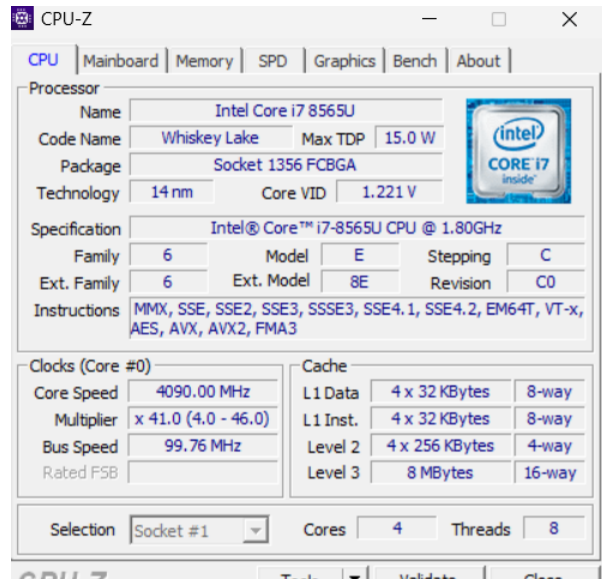 CPU-Z
CPU Mainboard Memory SPD Graphics Bench About
Processor
Name Intel Core i7 8565U
Code Name Whiskey Lake Max TDP 15.0 W
Package Socket 1356 FCBGA
Technology 14 nm Core VID 1.221 V
intel
CORE i7
inside
Specification Intel® Core™ i7-8565U CPU @ 1.80GHz
Family 6 Model E Stepping C
Ext. Family 6 Ext. Model 8E Revision C0
Instructions MMX, SSE, SSE2, SSE3, SSSE3, SSE4.1, SSE4.2, EM64T, VT-x,
AES, AVX, AVX2, FMA3
Clocks (Core #0)
Core Speed 4090.00 MHz
Multiplier x 41.0 (4.0 - 46.0)
Bus Speed 99.76 MHz
Rated FSB
Cache
L1 Data 4 x 32 KBytes 8-way
L1 Inst. 4 x 32 KBytes 8-way
Level 2 4 x 256 KBytes 4-way
Level 3 8 MBytes 16-way
Selection Socket #1 Cores 4 Threads 8
CPU-Z Tools Validate Close